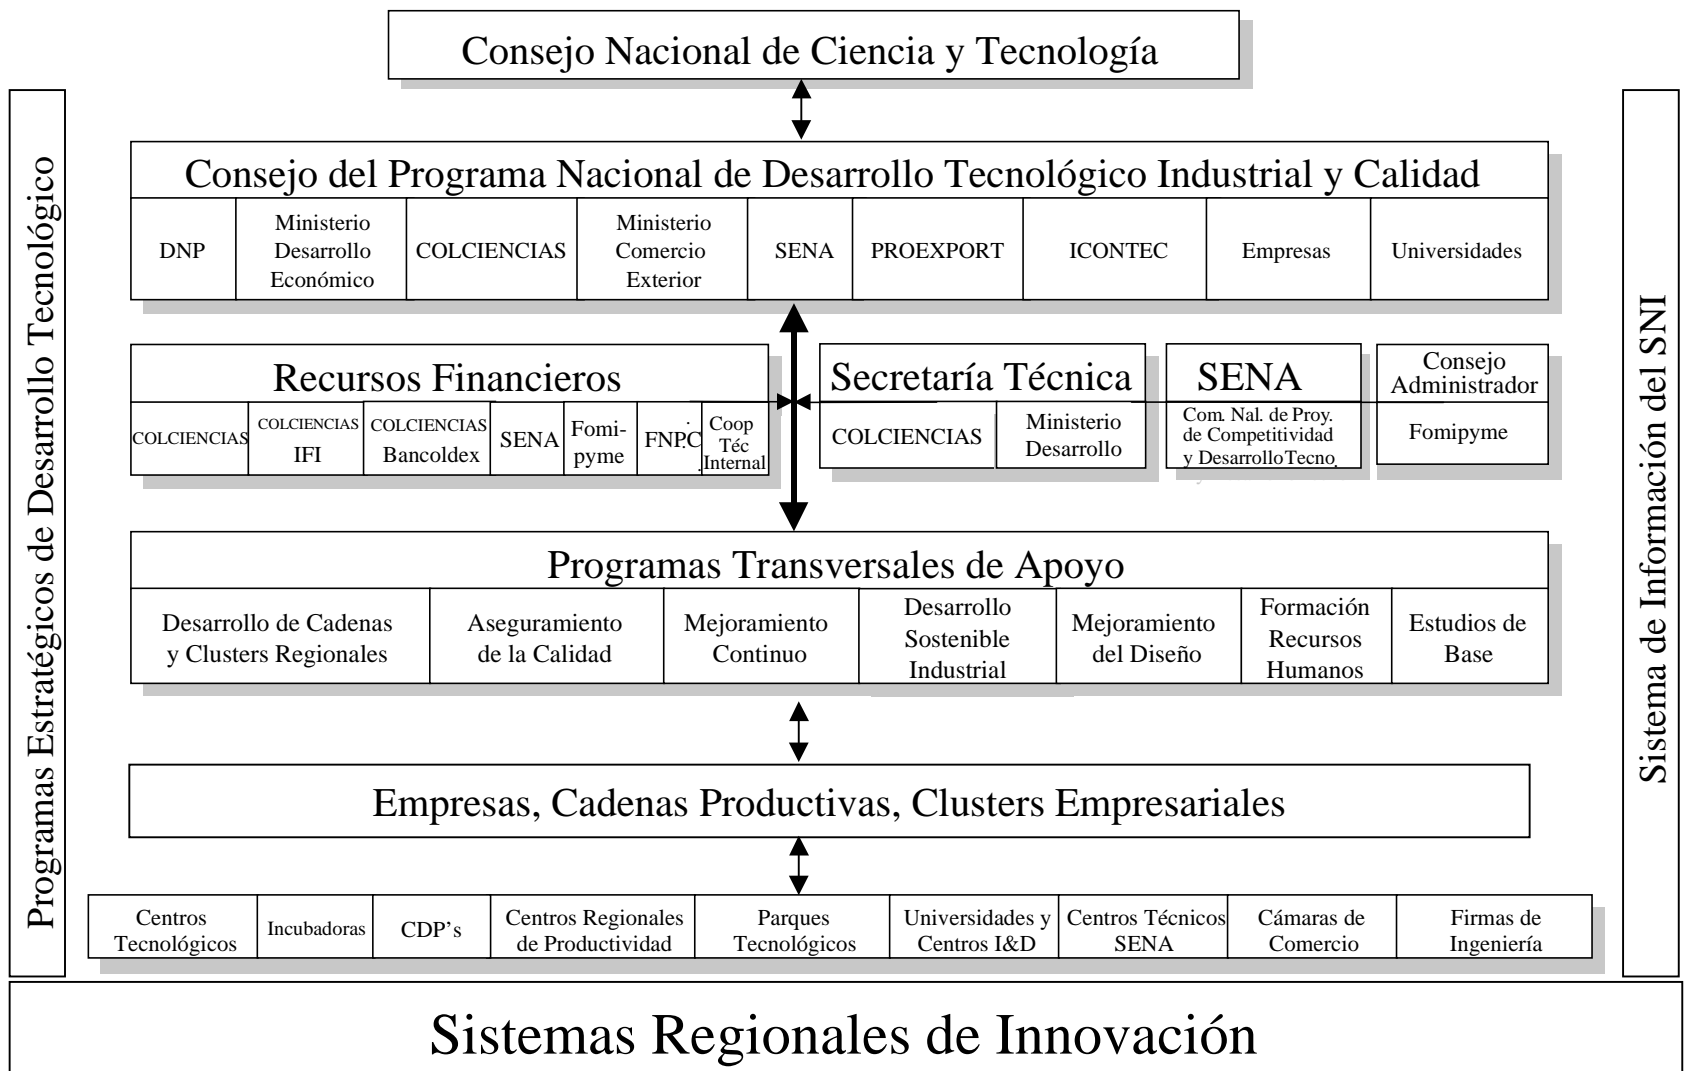 Consejo Nacional de Ciencia y Tecnología
Programas Estratégicos de Desarrollo Tecnológico
Consejo del Programa Nacional de Desarrollo Tecnológico Industrial y Calidad
DNP
Ministerio
Desarrollo
Económico
COLCIENCIAS
Ministerio
Comercio
Exterior
SENA
PROEXPORT
ICONTEC
Empresas
Universidades
Recursos Financieros
COLCIENCIAS
COLCIENCIAS
IFI
COLCIENCIAS
Bancoldex
SENA
Fomi-
pyme
FNP.C
Coop
Téc
Internal
Secretaría Técnica
COLCIENCIAS
Ministerio
Desarrollo
SENA
Com. Nal. de Proy.
de Competitividad
y Desarrollo Tecno.
Consejo
Administrador
Fomipyme
Programas Transversales de Apoyo
Desarrollo de Cadenas
y Clusters Regionales
Aseguramiento
de la Calidad
Mejoramiento
Continuo
Desarrollo
Sostenible
Industrial
Mejoramiento
del Diseño
Formación
Recursos
Humanos
Estudios de
Base
Empresas, Cadenas Productivas, Clusters Empresariales
Centros
Tecnológicos
Incubadoras
CDP’s
Centros Regionales
de Productividad
Parques
Tecnológicos
Universidades y
Centros I&D
Centros Técnicos
SENA
Cámaras de
Comercio
Firmas de
Ingeniería
Sistema de Información del SNI
Sistemas Regionales de Innovación